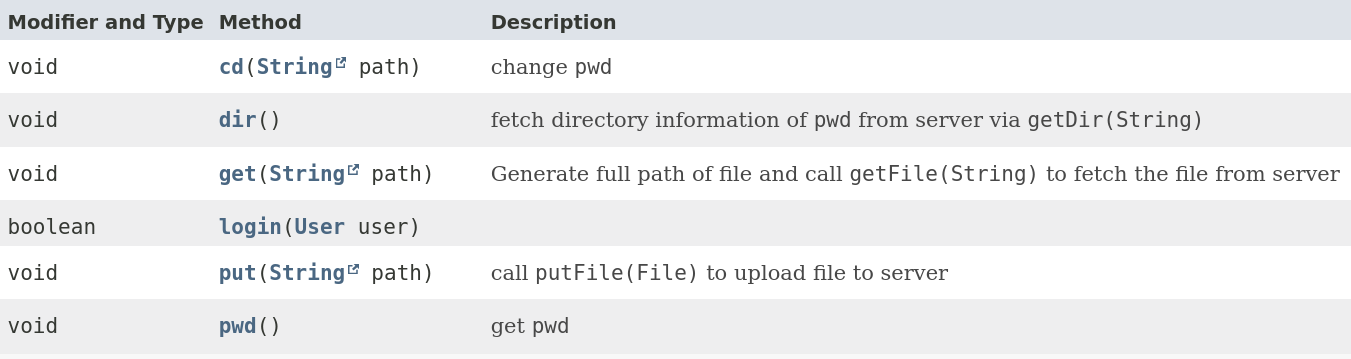 Modifier and Type Method Description
void cd(String path) change pwd
void dir() fetch directory information of pwd from server via getDir(String)
void get(String path) Generate full path of file and call getFile(String) to fetch the file from server
boolean login(User user)
void put(String path) call putFile(File) to upload file to server
void pwd() get pwd